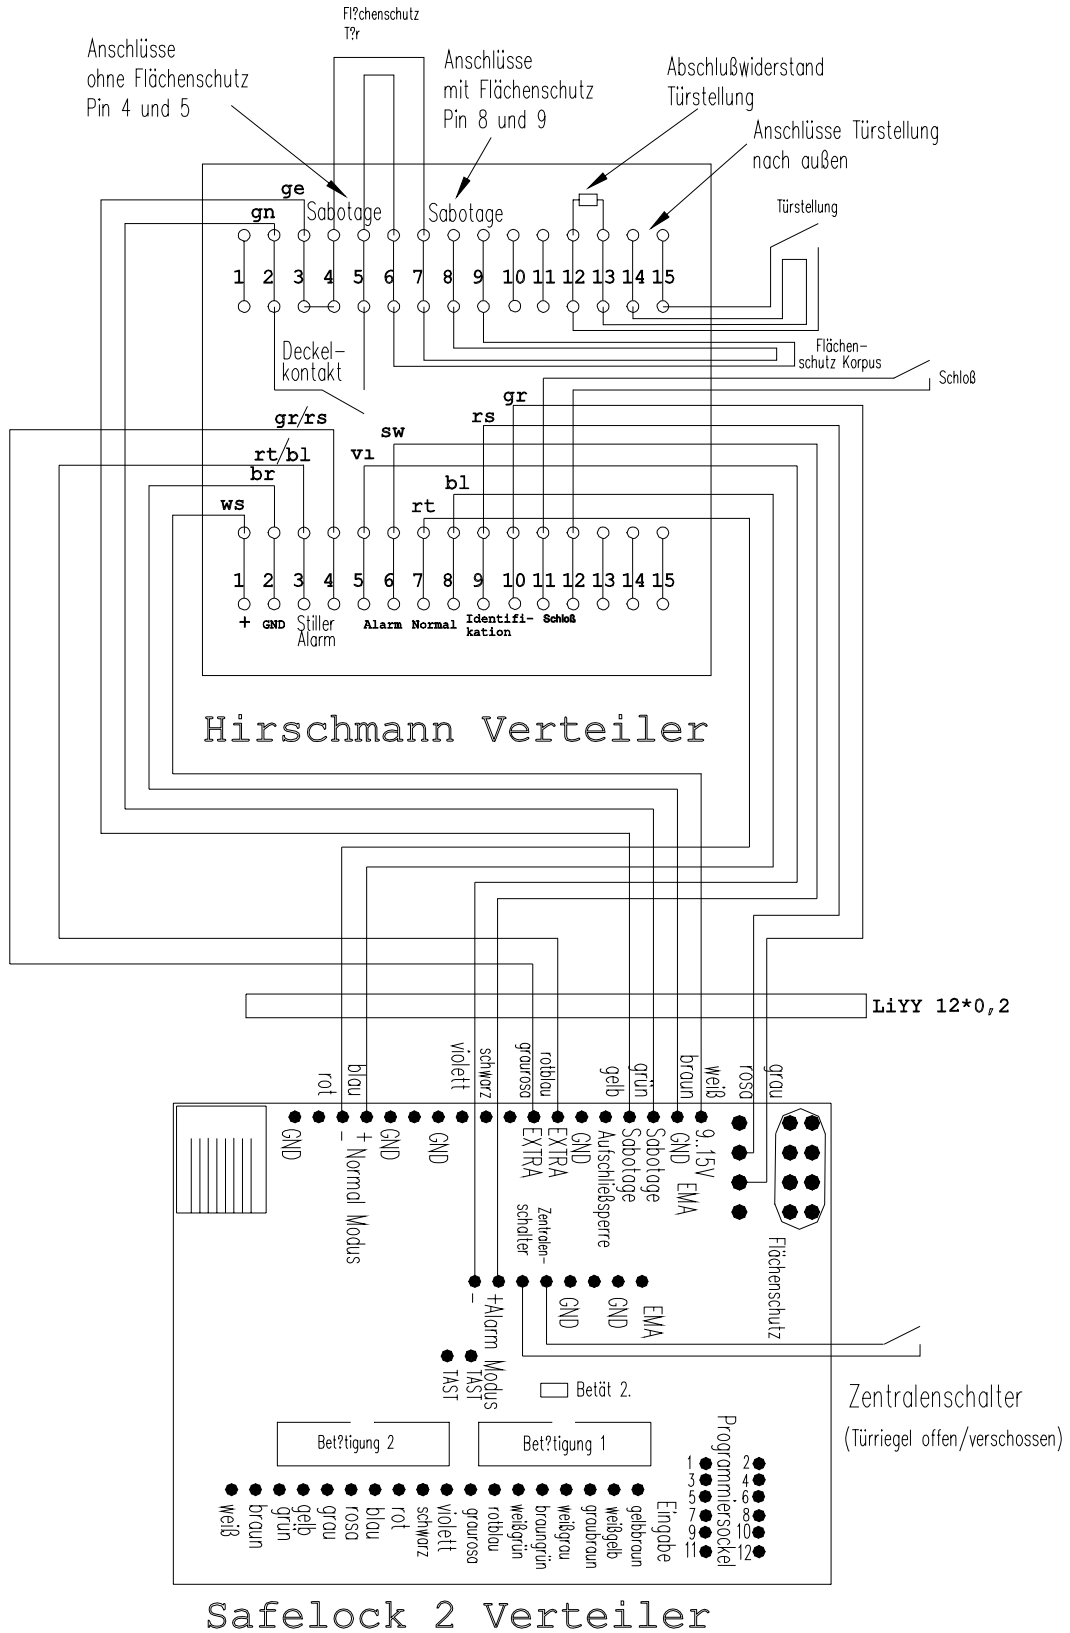 Fl?chenschutz
T?r
Anschlüsse
ohne Flächenschutz
Pin 4 und 5
Anschlüsse
mit Flächenschutz
Pin 8 und 9
Abschlußwiderstand
Türstellung
Anschlüsse Türstellung
nach außen
ge
gn
Sabotage
Sabotage
Türstellung
1 2 3 4 5 6 7 8 9 10 11 12 13 14 15
Deckel-
kontakt
Flächen-
schutz Korpus
Schloß
gr
rs
gr/rs
sw
rt/bl
vi
br
bl
ws
rt
1 2 3 4 5 6 7 8 9 10 11 12 13 14 15
+ GND Stiller
Alarm
Alarm Normal Identifi-
kation
Schloß
Hirschmann Verteiler
LiYY 12*0,2
rot
blau
violett
schwarz
graurosa
rotblau
gelb
grün
braun
weiß
rosa
grau
GND
- Normal Modus
+
GND
GND
EXTRA
EXTRA
GND
Aufschließsperre
Sabotage
Sabotage
GND EMA
9..15V
Flächenschutz
Zentralen-
schalter
-
+Alarm Modus
GND
GND
EMA
TAST
TAST
Betät 2.
Zentralenschalter
(Türriegel offen/verschossen)
Bet?tigung 2
Bet?tigung 1
Programmiersockel
1 2
3 4
5 6
7 8
9 10
11 12
weiß
braun
grün
gelb
grau
rosa
blau
rot
schwarz
violett
graurosa
rotblau
weißgrün
braungrün
weißgrau
graubraun
weißgelb
gelbbraun
Eingabe
Safelock 2 Verteiler